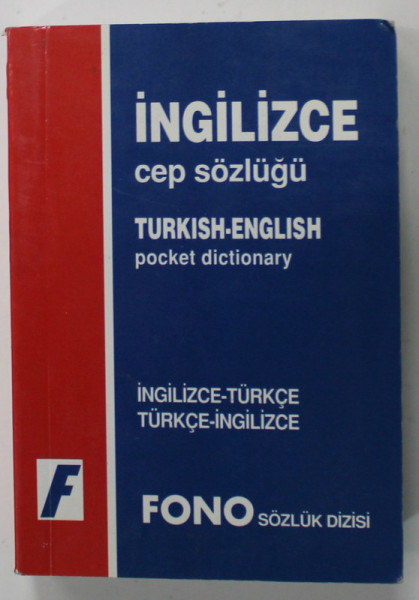 İNGİLİZCE
cep sözlüğü
TURKISH-ENGLISH
pocket dictionary
İNGİLİZCE-TÜRKÇE
TÜRKÇE-İNGİLİZCE
F
FONO SÖZLÜK DİZİSİ